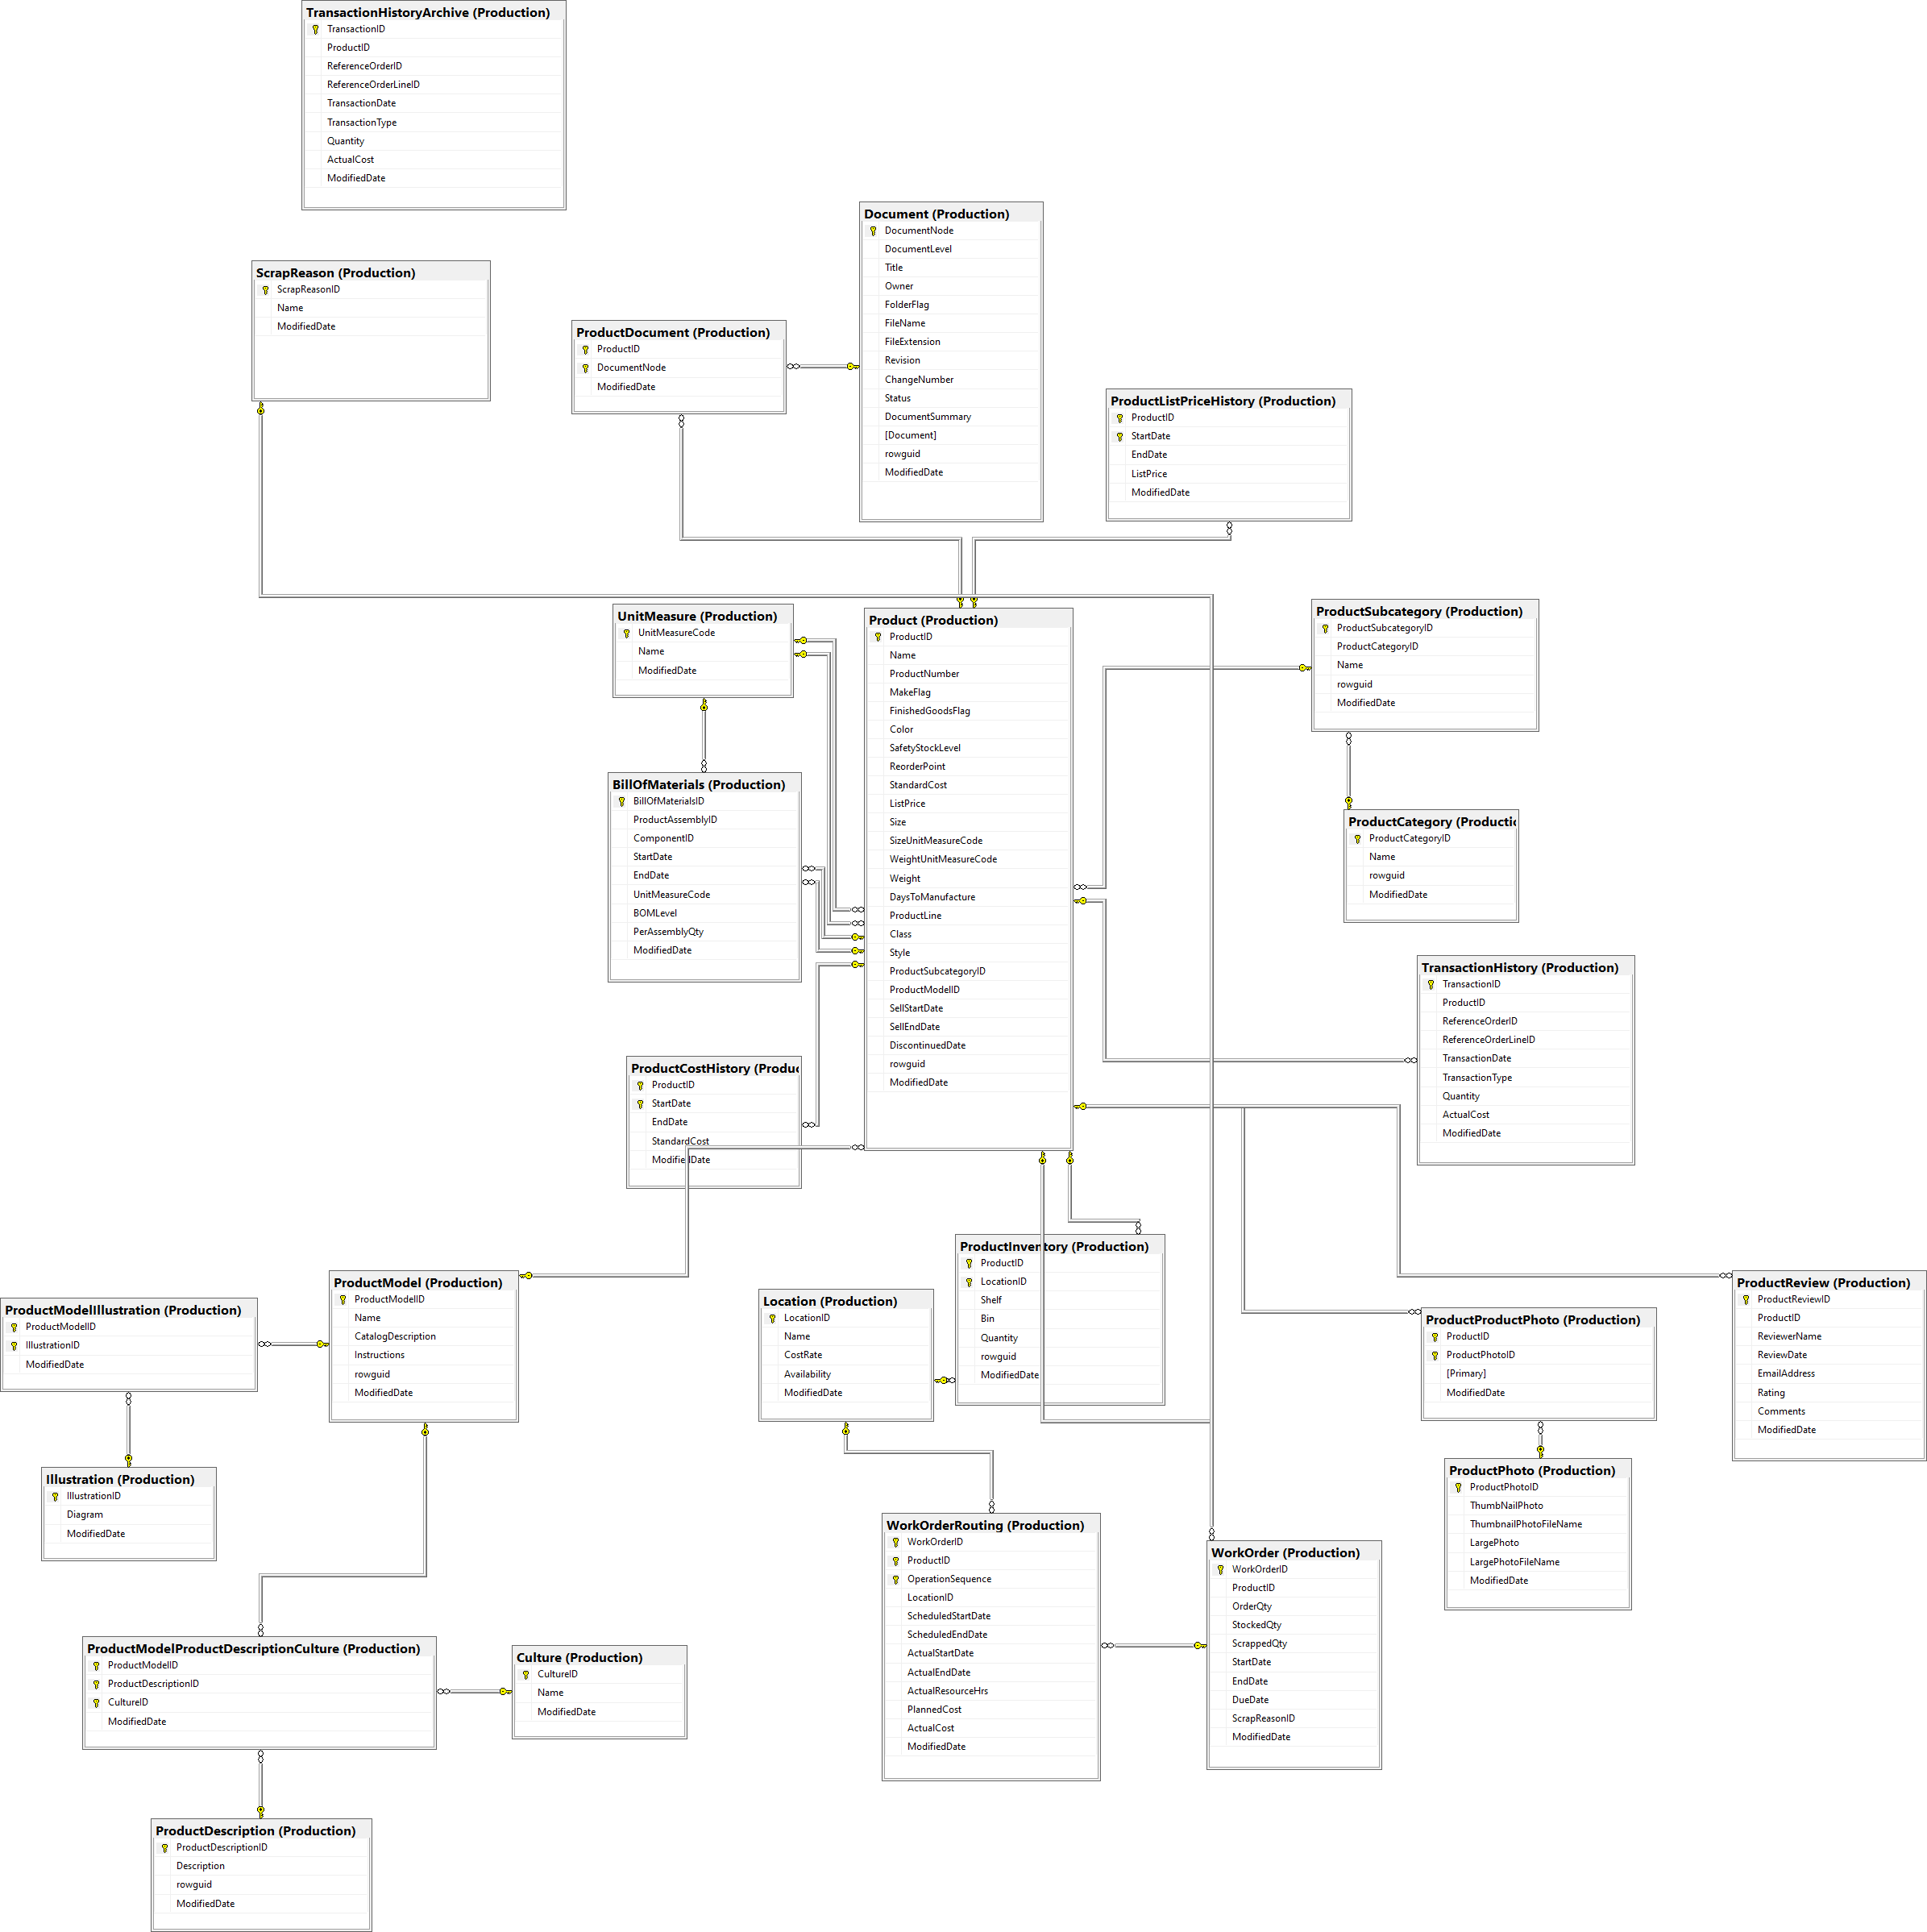 TransactionHistoryArchive (Production)
TransactionID
ProductID
ReferenceOrderID
ReferenceOrderLineID
TransactionDate
TransactionType
Quantity
ActualCost
ModifiedDate
Document (Production)
DocumentNode
DocumentLevel
Title
Owner
FolderFlag
FileName
FileExtension
Revision
ChangeNumber
Status
DocumentSummary
[Document]
rowguid
ModifiedDate
ScrapReason (Production)
ScrapReasonID
Name
ModifiedDate
ProductDocument (Production)
ProductID
DocumentNode
ModifiedDate
ProductListPriceHistory (Production)
ProductID
StartDate
EndDate
ListPrice
ModifiedDate
UnitMeasure (Production)
UnitMeasureCode
Name
ModifiedDate
Product (Production)
ProductID
Name
ProductNumber
MakeFlag
FinishedGoodsFlag
Color
SafetyStockLevel
ReorderPoint
StandardCost
ListPrice
Size
SizeUnitMeasureCode
WeightUnitMeasureCode
Weight
DaysToManufacture
ProductLine
Class
Style
ProductSubcategoryID
ProductModelID
SellStartDate
SellEndDate
DiscontinuedDate
rowguid
ModifiedDate
ProductSubcategory (Production)
ProductSubcategoryID
ProductCategoryID
Name
rowguid
ModifiedDate
BillOfMaterials (Production)
BillOfMaterialsID
ProductAssemblyID
ComponentID
StartDate
EndDate
UnitMeasureCode
BOMLevel
PerAssemblyQty
ModifiedDate
ProductCategory (Productic
ProductCategoryID
Name
rowguid
ModifiedDate
TransactionHistory (Production)
TransactionID
ProductID
ReferenceOrderID
ReferenceOrderLineID
TransactionDate
TransactionType
Quantity
ActualCost
ModifiedDate
ProductCostHistory (Produc
ProductID
StartDate
EndDate
StandardCost
ModifiedDate
ProductInventory (Production)
ProductID
LocationID
Shelf
Bin
Quantity
rowguid
ModifiedDate
ProductModel (Production)
ProductModelID
Name
CatalogDescription
Instructions
rowguid
ModifiedDate
ProductReview (Production)
ProductReviewID
ProductID
ReviewerName
ReviewDate
EmailAddress
Rating
Comments
ModifiedDate
Location (Production)
LocationID
Name
CostRate
Availability
ModifiedDate
ProductModelIllustration (Production)
ProductModelID
IllustrationID
ModifiedDate
ProductProductPhoto (Production)
ProductID
ProductPhotoID
[Primary]
ModifiedDate
ProductPhoto (Production)
ProductPhotoID
ThumbNailPhoto
ThumbnailPhotoFileName
LargePhoto
LargePhotoFileName
ModifiedDate
Illustration (Production)
IllustrationID
Diagram
ModifiedDate
WorkOrderRouting (Production)
WorkOrderID
ProductID
OperationSequence
LocationID
ScheduledStartDate
ScheduledEndDate
ActualStartDate
ActualEndDate
ActualResourceHrs
PlannedCost
ActualCost
ModifiedDate
WorkOrder (Production)
WorkOrderID
ProductID
OrderQty
StockedQty
ScrappedQty
StartDate
EndDate
DueDate
ScrapReasonID
ModifiedDate
ProductModelProductDescriptionCulture (Production)
ProductModelID
ProductDescriptionID
CultureID
ModifiedDate
Culture (Production)
CultureID
Name
ModifiedDate
ProductDescription (Production)
ProductDescriptionID
Description
rowguid
ModifiedDate